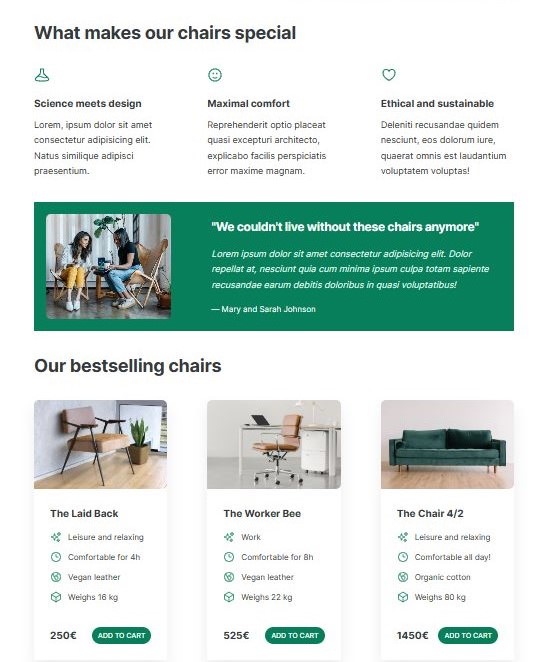 What makes our chairs special
Science meets design
Lorem, ipsum dolor sit amet
consectetur adipisicing elit.
Natus similique adipisci
praesentium.
Maximal comfort
Reprehenderit optio placeat
quasi excepturi architecto,
explicabo facilis perspiciatis
error maxime magnam.
Ethical and sustainable
Deleniti recusandae quidem
nesciunt, eos dolorum iure,
quaerat omnis est laudantium
voluptatem voluptas!
"We couldn't live without these chairs anymore"
Lorem ipsum dolor sit amet consectetur adipisicing elit. Dolor
repellat at, nesciunt quia cum minima ipsum culpa totam sapiente
recusandae earum debitis doloribus in quasi voluptatibus!
— Mary and Sarah Johnson
Our bestselling chairs
The Laid Back
Leisure and relaxing
Comfortable for 4h
Vegan leather
Weighs 16 kg
250€ ADD TO CART
The Worker Bee
Work
Comfortable for 8h
Vegan leather
Weighs 22 kg
525€ ADD TO CART
The Chair 4/2
Leisure and relaxing
Comfortable all day!
Organic cotton
Weighs 80 kg
1450€ ADD TO CART